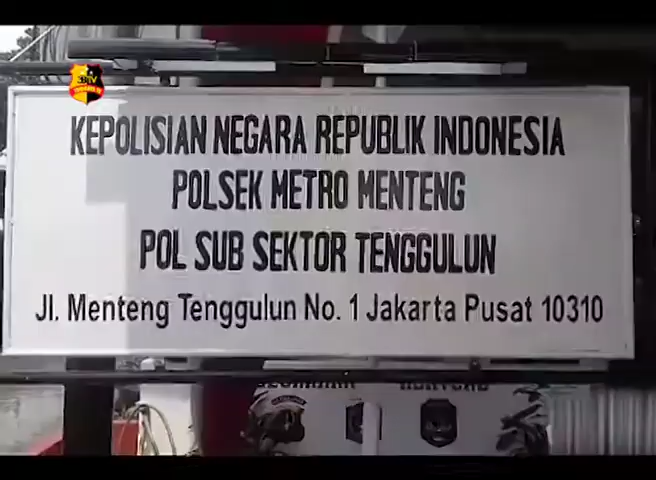 KEPOLISIAN NEGARA REPUBLIK INDONESIA
POLSEK METRO MENTENG
POL SUB SEKTOR TENGGULUN
Jl. Menteng Tenggulun No. 1 Jakarta Pusat 10310